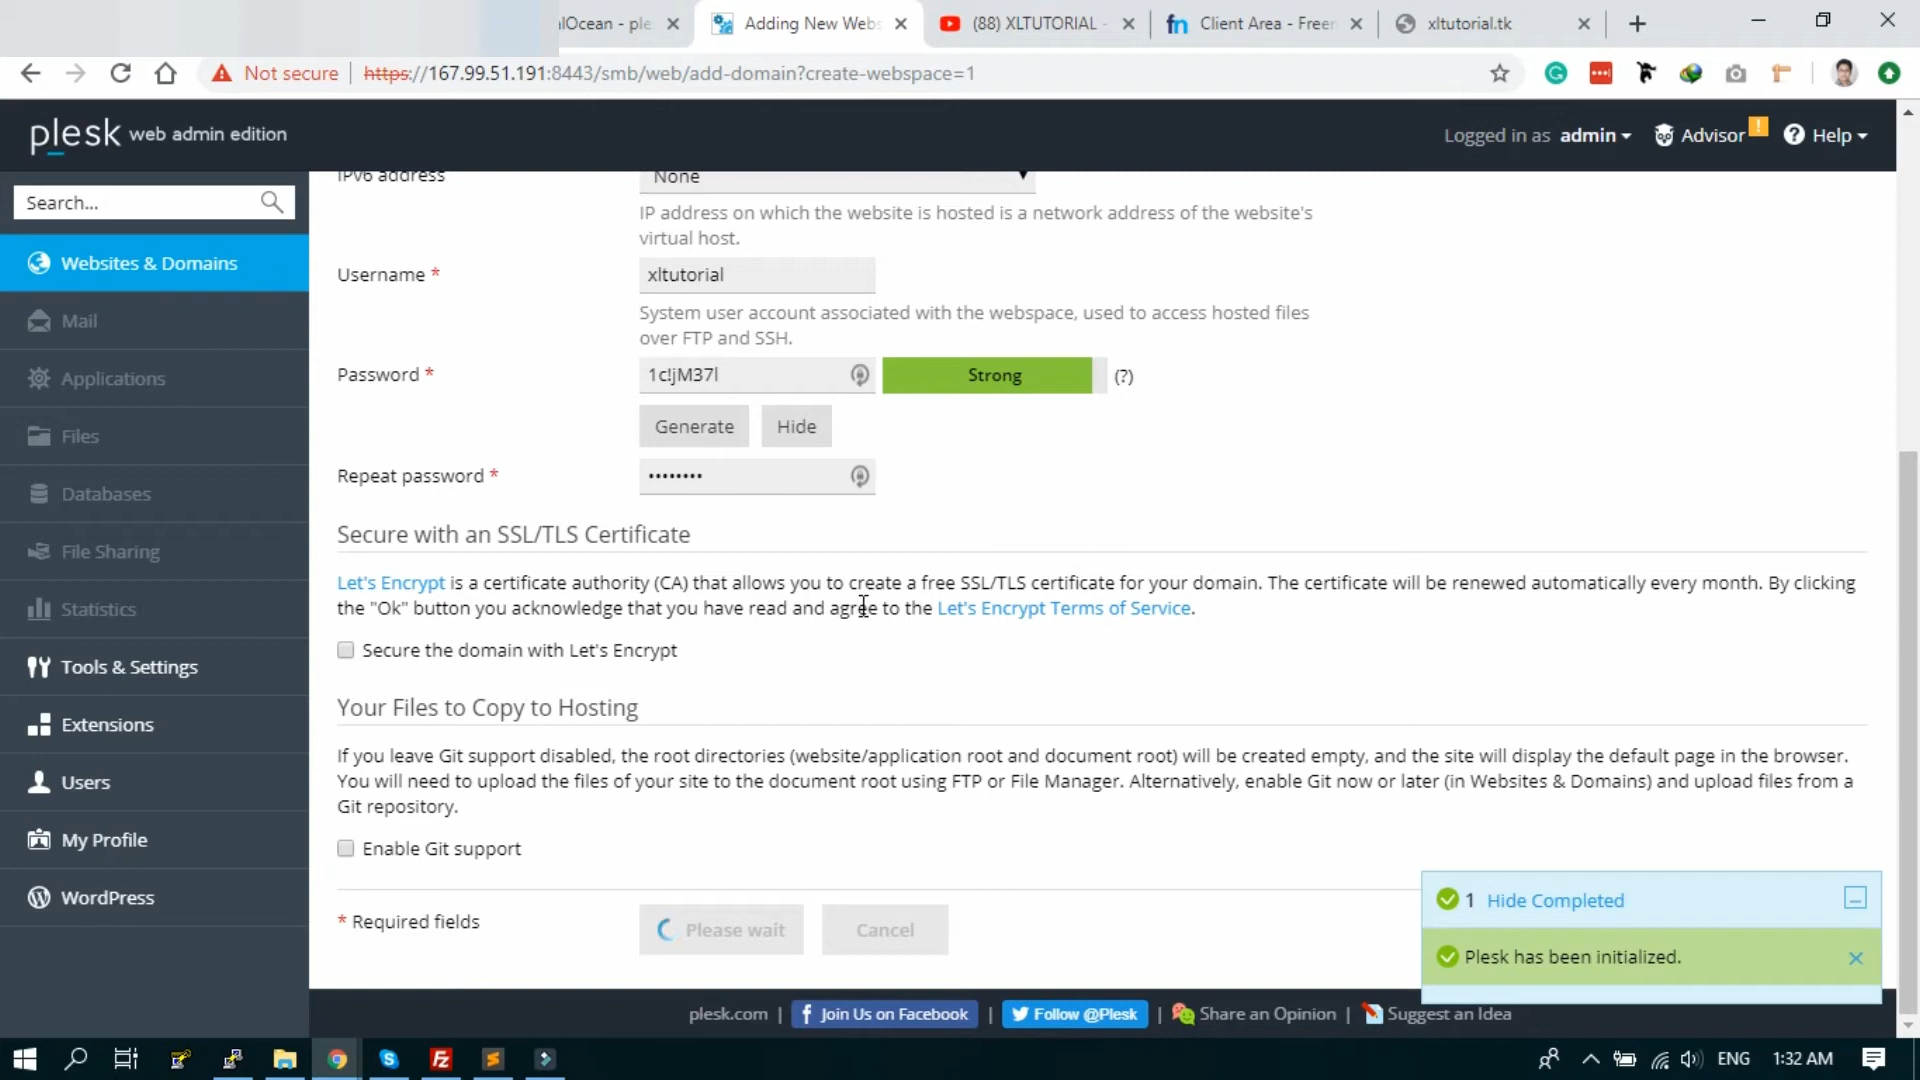 lOcean - ple
Adding New Webs
(88) XLTUTORIAL -
fn Client Area - Freen
xltutorial.tk
Not secure | https://167.99.51.191:8443/smb/web/add-domain?create-webspace=1
plesk web admin edition
Logged in as admin
Advisor
!
Help
Search...
Websites & Domains
Mail
Applications
Files
Databases
File Sharing
Statistics
Tools & Settings
Extensions
Users
My Profile
WordPress
IPv6 address
None
IP address on which the website is hosted is a network address of the website's
virtual host.
Username *
xltutorial
System user account associated with the webspace, used to access hosted files
over FTP and SSH.
Password *
1c!jM37l
Strong
(?)
Generate
Hide
Repeat password *
••••••••
Secure with an SSL/TLS Certificate
Let's Encrypt is a certificate authority (CA) that allows you to create a free SSL/TLS certificate for your domain. The certificate will be renewed automatically every month. By clicking
the "Ok" button you acknowledge that you have read and agree to the Let's Encrypt Terms of Service.
Secure the domain with Let's Encrypt
Your Files to Copy to Hosting
If you leave Git support disabled, the root directories (website/application root and document root) will be created empty, and the site will display the default page in the browser.
You will need to upload the files of your site to the document root using FTP or File Manager. Alternatively, enable Git now or later (in Websites & Domains) and upload files from a
Git repository.
Enable Git support
* Required fields
Please wait
Cancel
1 Hide Completed
Plesk has been initialized.
plesk.com | Join Us on Facebook | Follow @Plesk | Share an Opinion | Suggest an Idea
ENG
1:32 AM